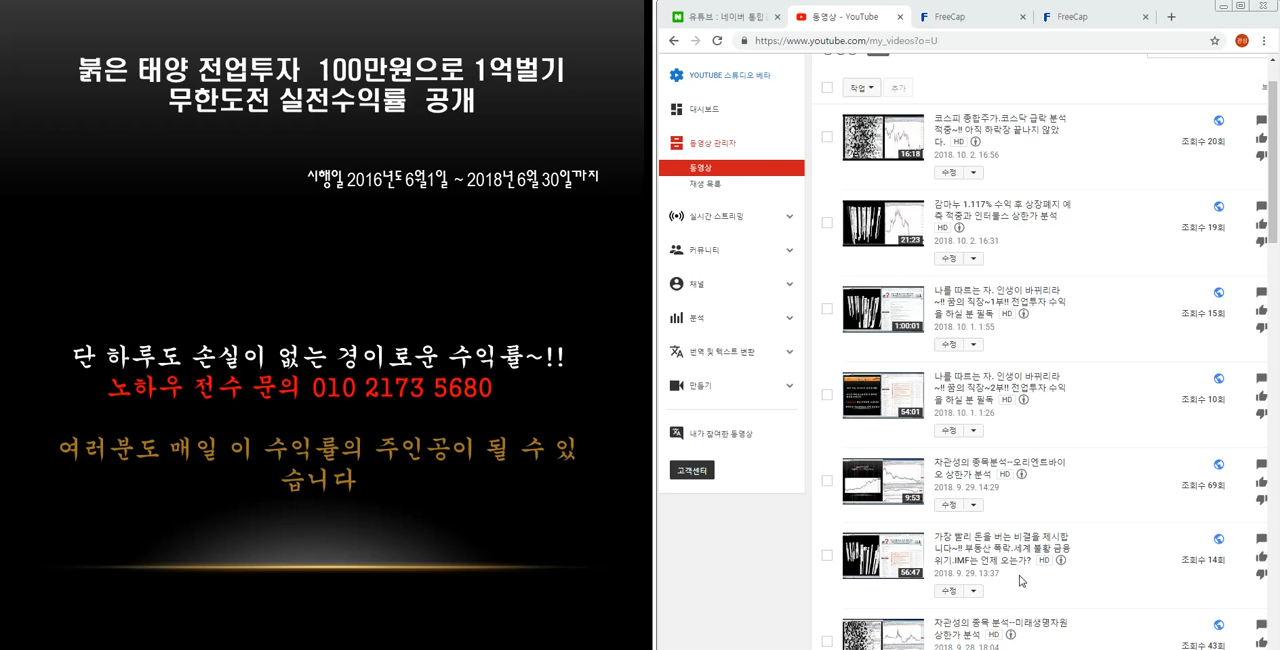 붉은 태양 전업투자 100만원으로 1억벌기
무한도전 실전수익률 공개
시행일 2016년도 6월1일 ~ 2018년 6월 30일까지
단 하루도 손실이 없는 경이로운 수익률~!!
노하우 전수 문의 010 2173 5680
여러분도 매일 이 수익률의 주인공이 될 수 있
습니다
유튜브 : 네이버 통합
동영상 - YouTube
FreeCap
FreeCap
https://www.youtube.com/my_videos?o=U
관성
YOUTUBE 스튜디오 베타
대시보드
동영상 관리자
동영상
재생 목록
실시간 스트리밍
커뮤니티
채널
분석
번역 및 텍스트 변환
만들기
내가 참여한 동영상
고객센터
작업
추가
16:18
코스피 종합주가.코스닥 급락 분석
적중~!! 아직 하락장 끝나지 않았
다. HD
2018. 10. 2. 16:56
조회수 20회
수정
21:23
감마누 1.117% 수익 후 상장폐지 예
측 적중과 인터불스 상한가 분석
HD
2018. 10. 2. 16:31
조회수 19회
수정
1:00:01
나를 따르는 자. 인생이 바뀌리라
~!! 꿈의 직장~1부!! 전업투자 수익
을 하실 분 필독 HD
2018. 10. 1. 1:55
조회수 15회
수정
54:01
나를 따르는 자. 인생이 바뀌리라
~!! 꿈의 직장~2부!! 전업투자 수익
을 하실 분 필독 HD
2018. 10. 1. 1:26
조회수 10회
수정
9:53
차관성의 종목분석--오리엔트바이
오 상한가 분석 HD
2018. 9. 29. 14:29
조회수 69회
수정
56:47
가장 빨리 돈을 버는 비결을 제시합
니다~!! 부동산 폭락.세계 불황 금융
위기.IMF는 언제 오는가? HD
2018. 9. 29. 13:37
조회수 14회
수정
차관성의 종목 분석--미래생명자원
상한가 분석 HD
2018. 9. 28. 18:04
조회수 43회